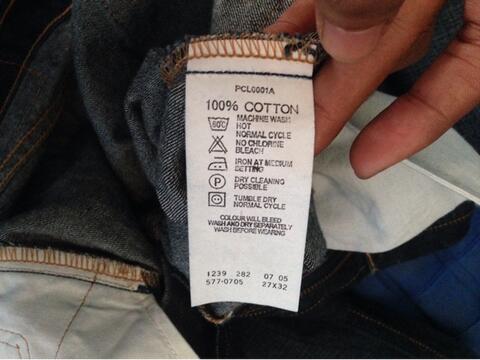 PCL0001A
100% COTTON
60°C MACHINE WASH
HOT
NORMAL CYCLE
NO CHLORINE
BLEACH
IRON AT MEDIUM
SETTING
P DRY CLEANING
POSSIBLE
TUMBLE DRY
NORMAL CYCLE
COLOUR WILL BLEED
WASH AND DRY SEPARATELY
WASH BEFORE WEARING
1239 282 07 05
577-0705 27X32